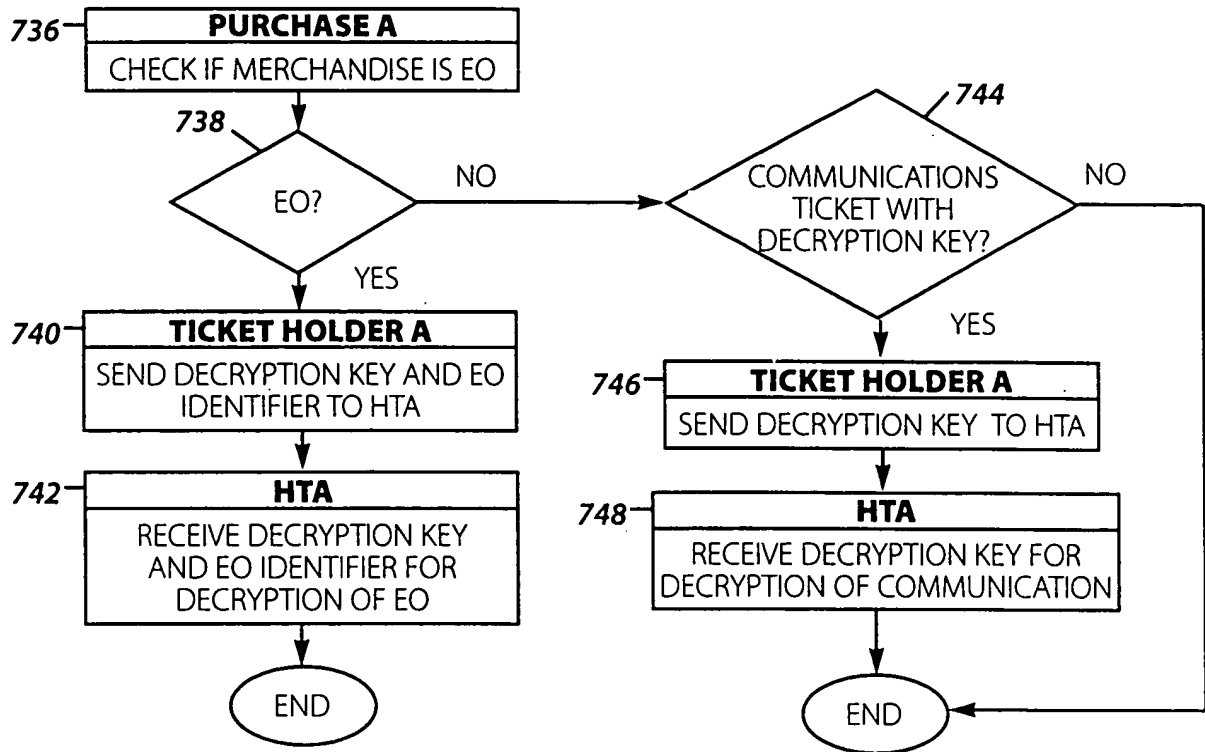 736
PURCHASE A
CHECK IF MERCHANDISE IS EO
738
EO?
NO
YES
740
TICKET HOLDER A
SEND DECRYPTION KEY AND EO
IDENTIFIER TO HTA
742
HTA
RECEIVE DECRYPTION KEY
AND EO IDENTIFIER FOR
DECRYPTION OF EO
END
744
COMMUNICATIONS
TICKET WITH
DECRYPTION KEY?
NO
YES
746
TICKET HOLDER A
SEND DECRYPTION KEY TO HTA
748
HTA
RECEIVE DECRYPTION KEY FOR
DECRYPTION OF COMMUNICATION
END